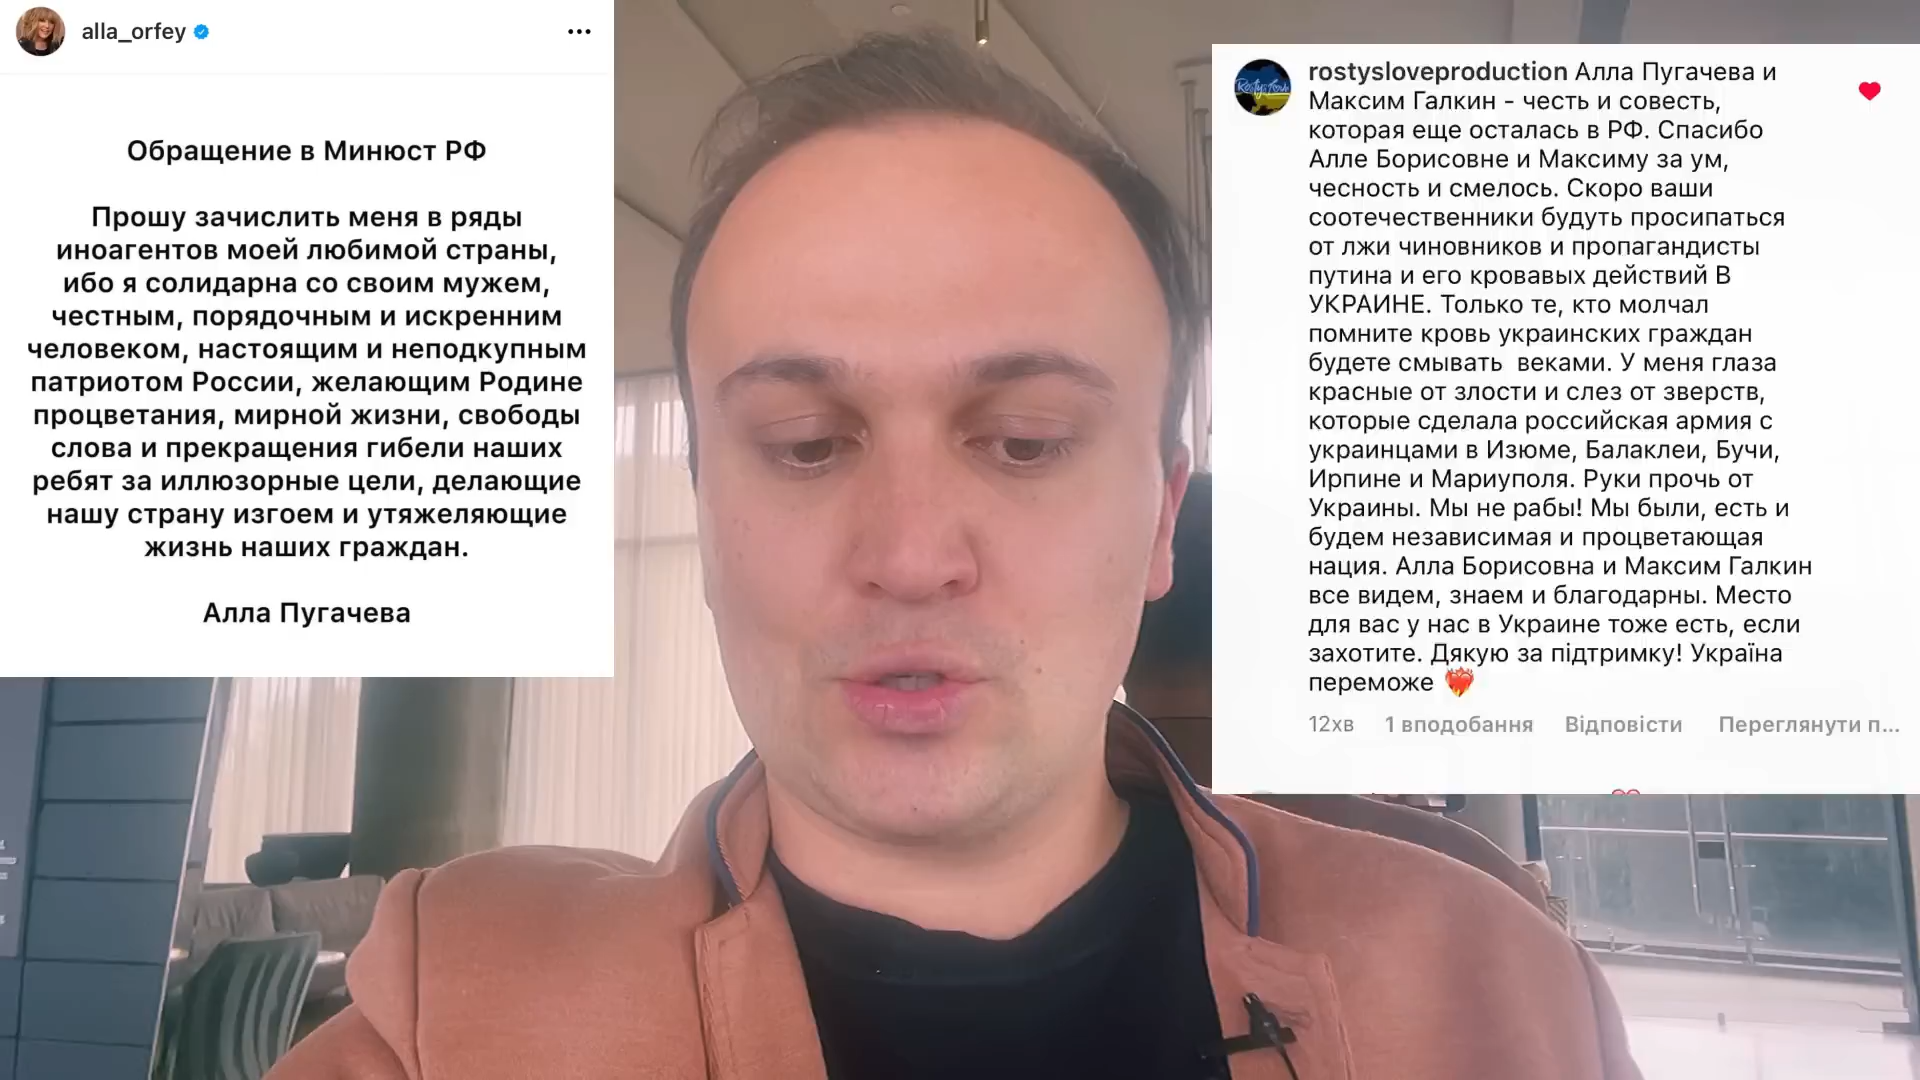 alla_orfey
Обращение в Минюст РФ
Прошу зачислить меня в ряды
иноагентов моей любимой страны,
ибо я солидарна со своим мужем,
честным, порядочным и искренним
человеком, настоящим и неподкупным
патриотом России, желающим Родине
процветания, мирной жизни, свободы
слова и прекращения гибели наших
ребят за иллюзорные цели, делающие
нашу страну изгоем и утяжеляющие
жизнь наших граждан.
Алла Пугачева
rostysloveproduction Алла Пугачева и
Максим Галкин - честь и совесть,
которая еще осталась в РФ. Спасибо
Алле Борисовне и Максиму за ум,
чесность и смелось. Скоро ваши
соотечественники будуть просипаться
от лжи чиновников и пропагандисты
путина и его кровавых действий В
УКРАИНЕ. Только те, кто молчал
помните кровь украинских граждан
будете смывать веками. У меня глаза
красные от злости и слез от зверств,
которые сделала российская армия с
украинцами в Изюме, Балаклеи, Бучи,
Ирпине и Мариуполя. Руки прочь от
Украины. Мы не рабы! Мы были, есть и
будем независимая и процветающая
нация. Алла Борисовна и Максим Галкин
все видем, знаем и благодарны. Место
для вас у нас в Украине тоже есть, если
захотите. Дякую за підтримку! Україна
переможе ❤️‍🔥
12хв 1 вподобання Відповісти Переглянути п...